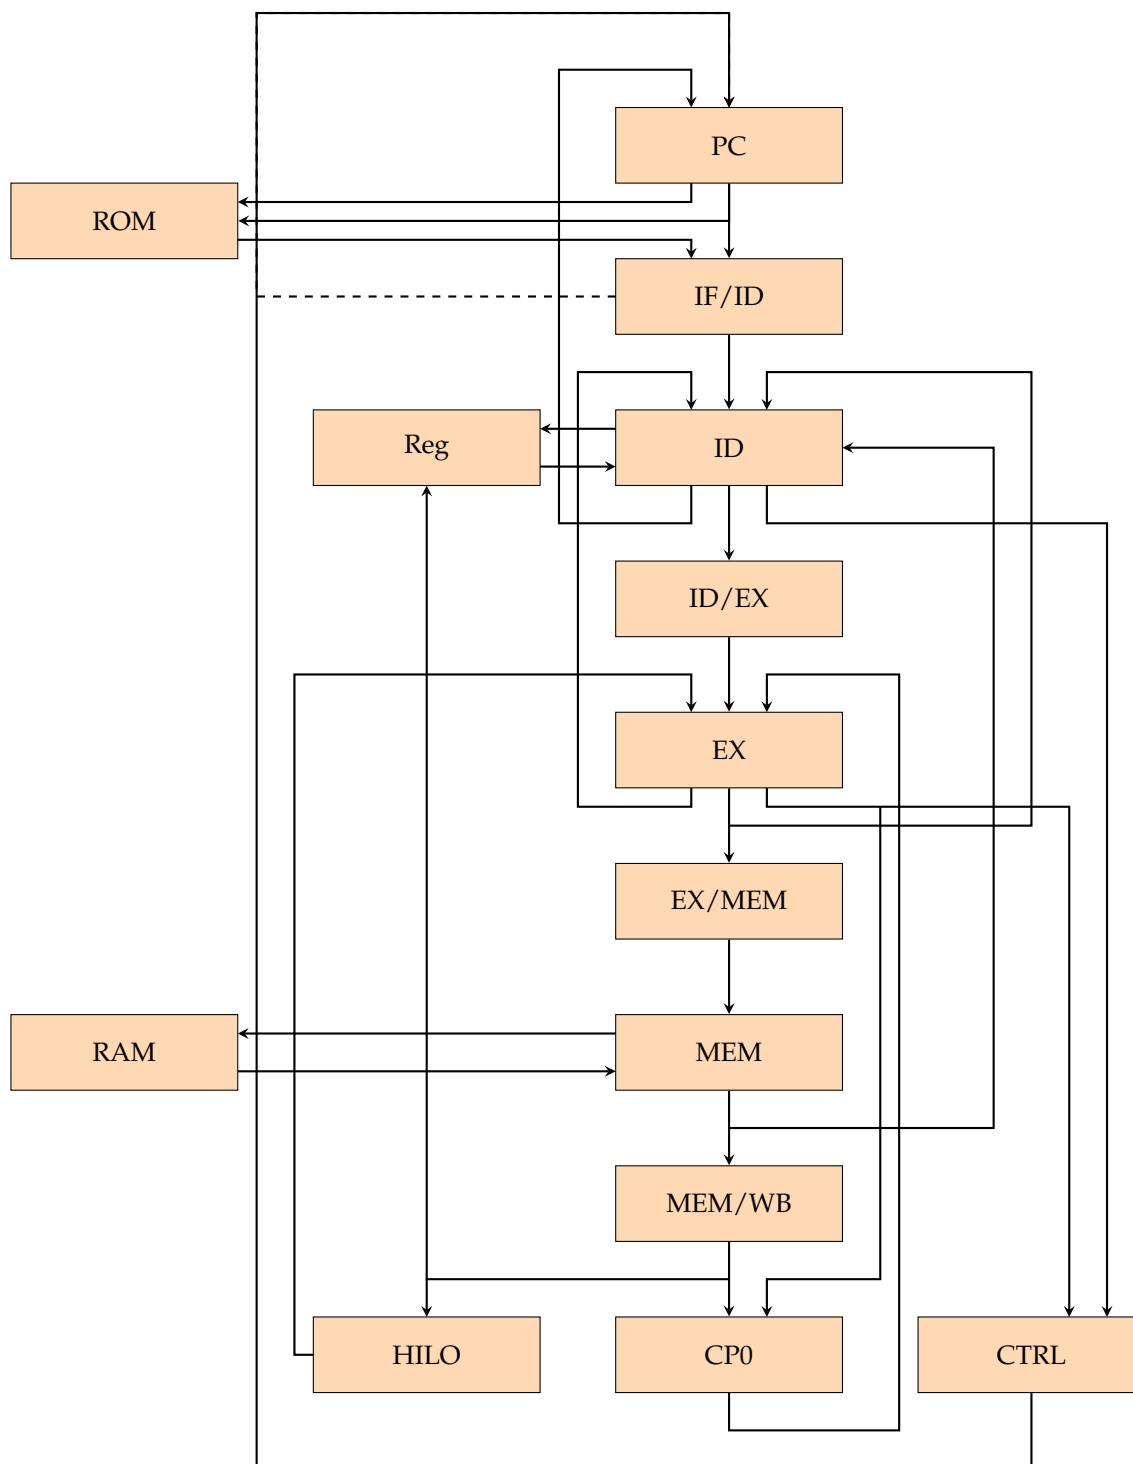 PC
ROM
IF/ID
Reg
ID
ID/EX
EX
EX/MEM
RAM
MEM
MEM/WB
HILO
CP0
CTRL